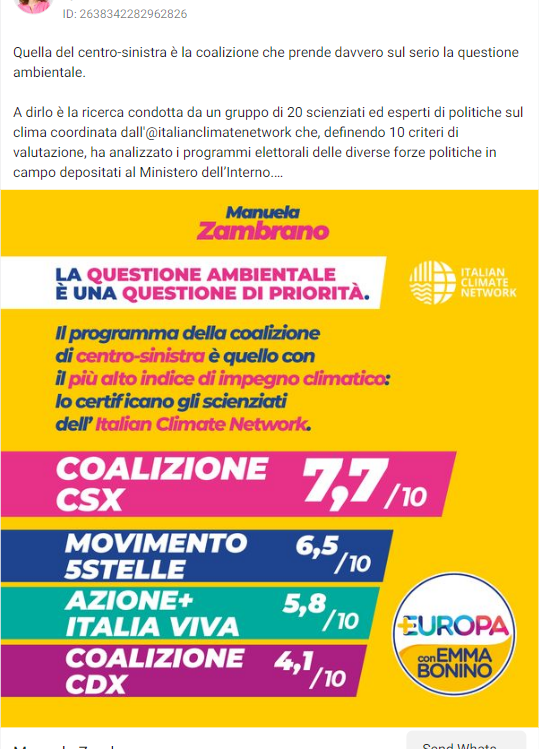 ID: 2638342282962826
Quella del centro-sinistra è la coalizione che prende davvero sul serio la questione
ambientale.
A dirlo è la ricerca condotta da un gruppo di 20 scienziati ed esperti di politiche sul
clima coordinata dall'@italianclimatenetwork che, definendo 10 criteri di
valutazione, ha analizzato i programmi elettorali delle diverse forze politiche in
campo depositati al Ministero dell'Interno....
Manuela
Zambrano
LA QUESTIONE AMBIENTALE
È UNA QUESTIONE DI PRIORITÀ.
ITALIAN
CLIMATE
NETWORK
Il programma della coalizione
di centro-sinistra è quello con
il più alto indice di impegno climatico:
lo certificano gli scienziati
dell' Italian Climate Network.
COALIZIONE
CSX
7,7/10
MOVIMENTO
5STELLE
6,5/10
AZIONE+
ITALIA VIVA
5,8/10
COALIZIONE
CDX
4,1/10
+EUROPA
con EMMA
BONINO